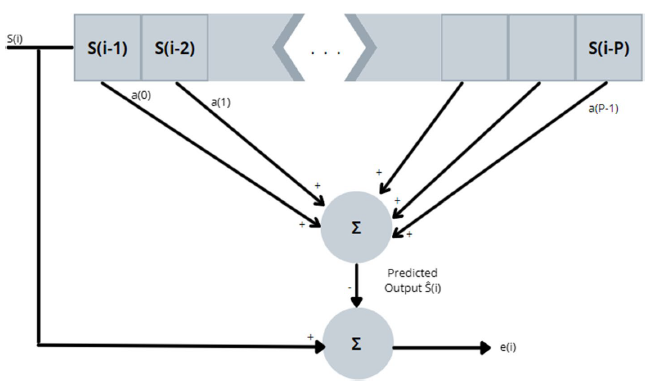 S(i)
S(i-1) S(i-2) . . . S(i-P)
a(0)
a(1)
a(P-1)
+
+
+
+
+
Σ
Predicted
Output Ŝ(i)
-
+
Σ
e(i)